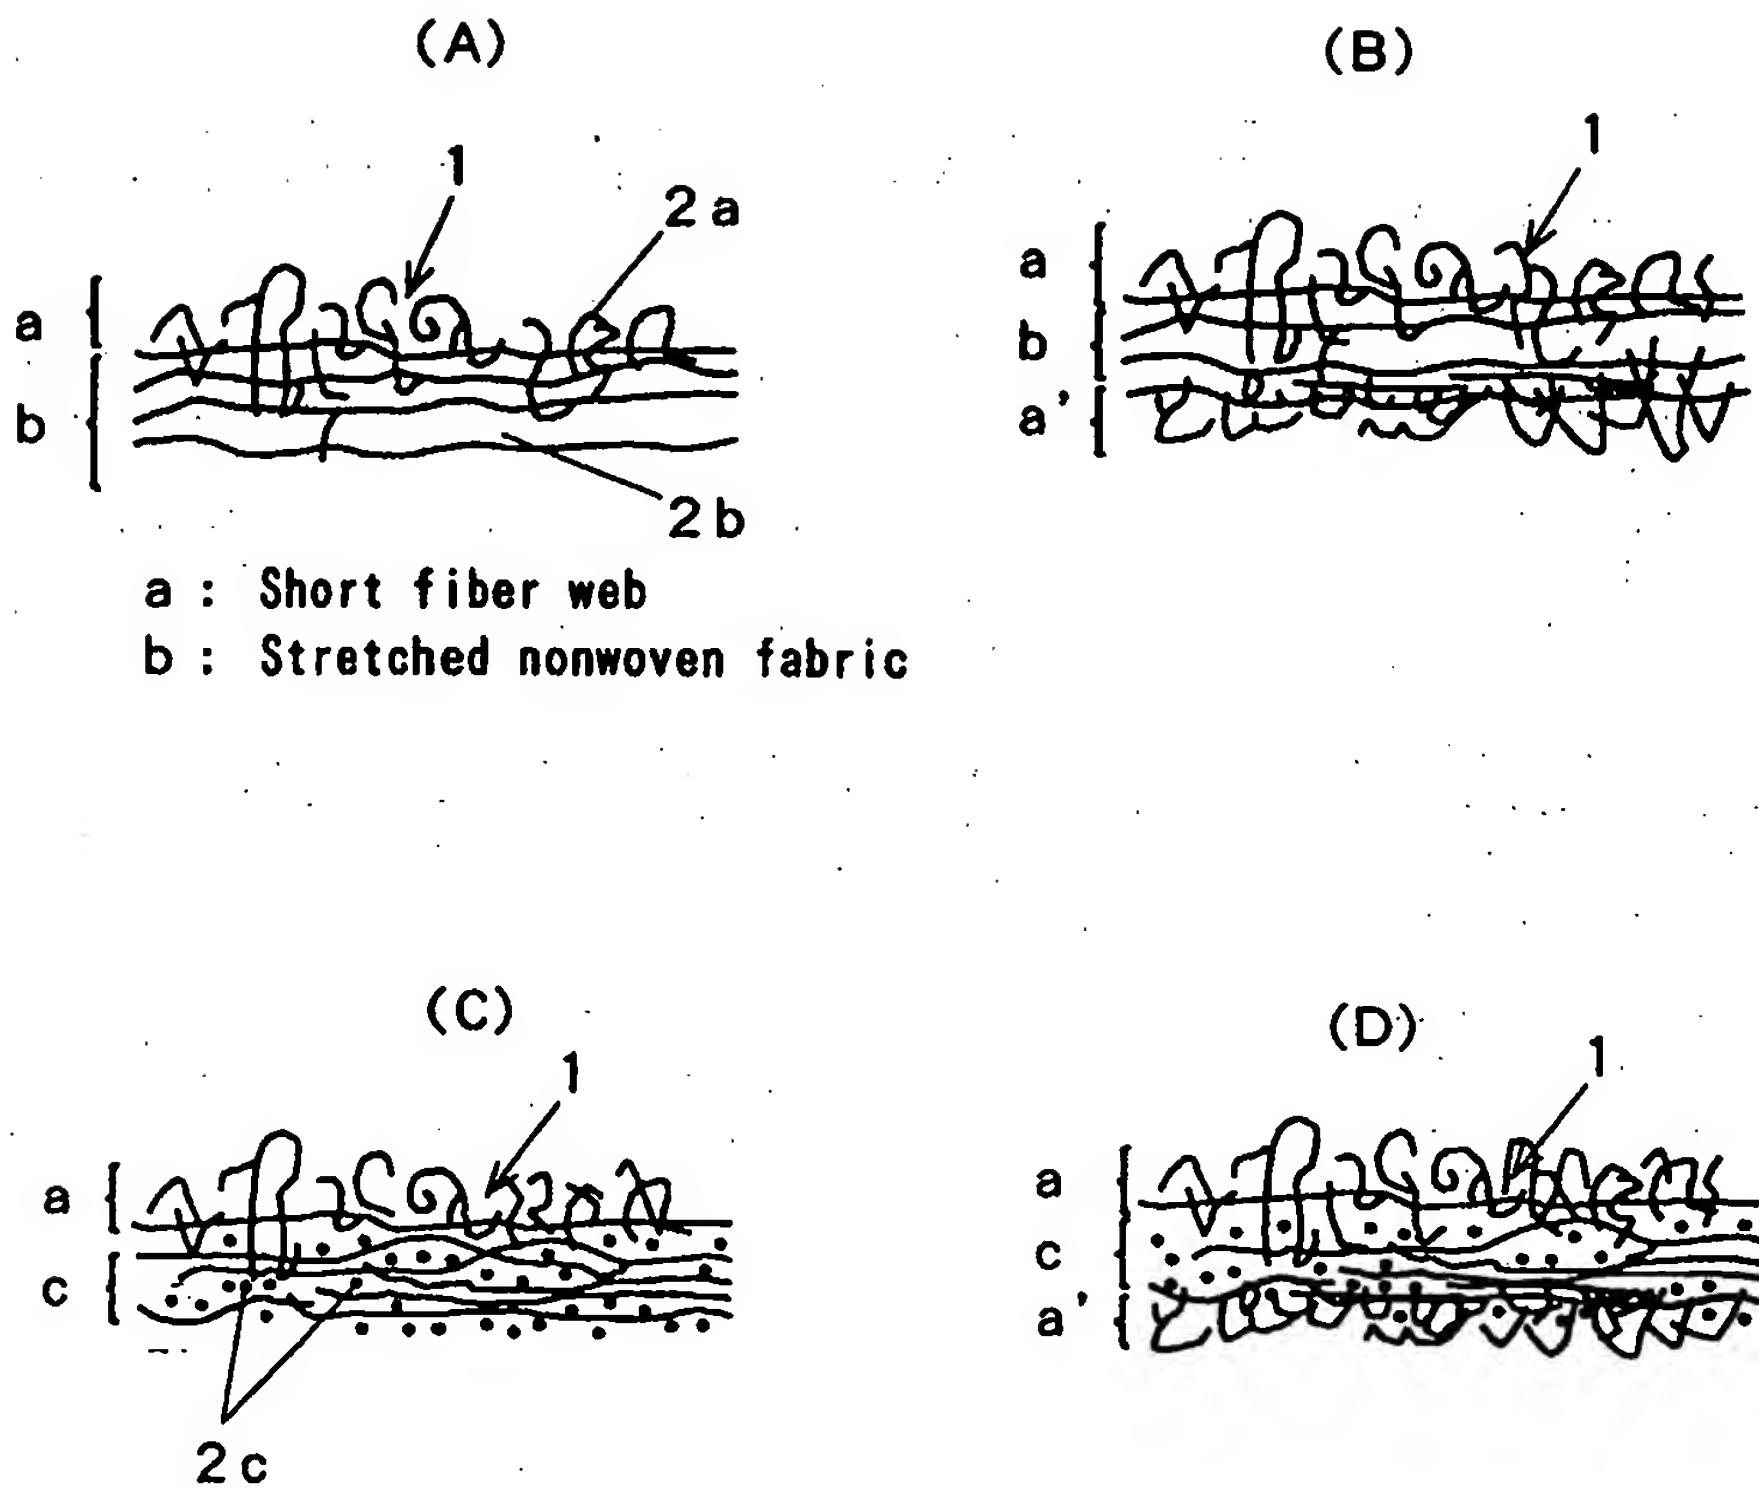 (A)
1
2a
a
b
2b
a : Short fiber web
b : Stretched nonwoven fabric
(B)
1
a
b
a'
(C)
1
a
c
2c
(D)
1
a
c
a'